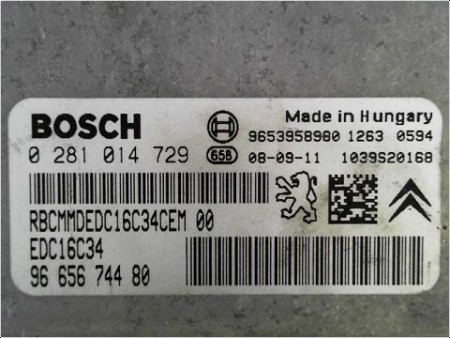 BOSCH
Made in Hungary
9653958980 1263 0594
0 281 014 729 658 08-09-11 1039S20168
RBCMMDEDC16C34CEM 00
EDC16C34
96 656 744 80